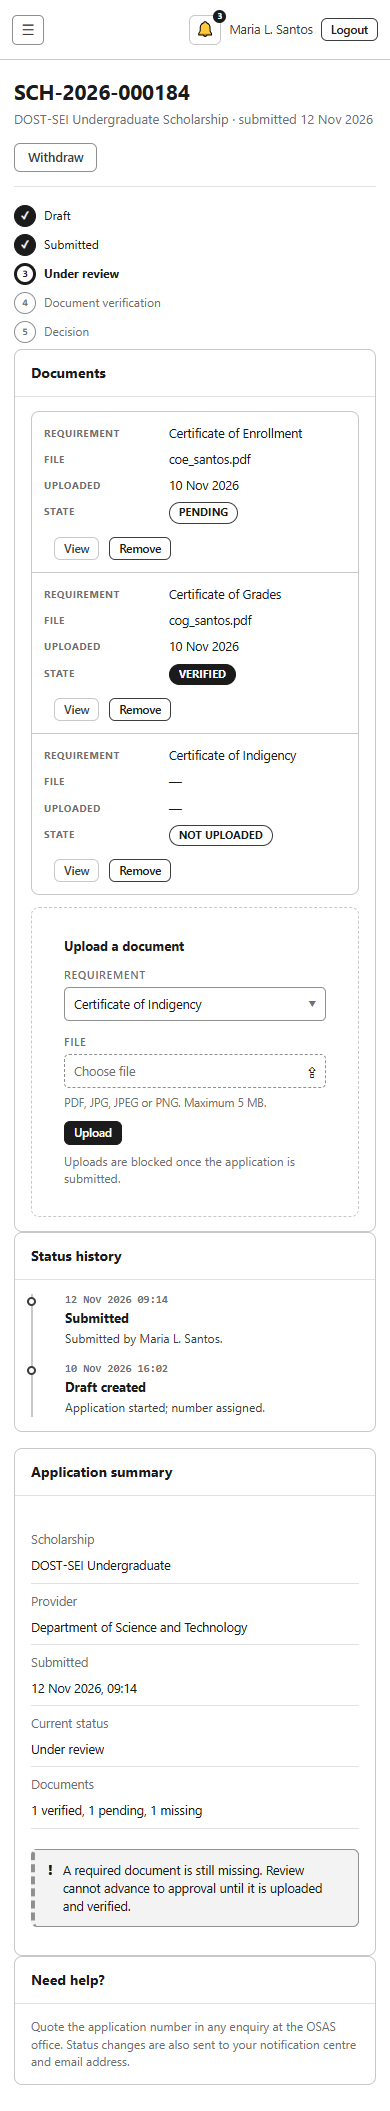 ☰
3
Maria L. Santos
Logout
SCH-2026-000184
DOST-SEI Undergraduate Scholarship · submitted 12 Nov 2026
Withdraw
✓ Draft
✓ Submitted
3 Under review
4 Document verification
5 Decision
Documents
REQUIREMENT Certificate of Enrollment
FILE coe_santos.pdf
UPLOADED 10 Nov 2026
STATE PENDING
View Remove
REQUIREMENT Certificate of Grades
FILE cog_santos.pdf
UPLOADED 10 Nov 2026
STATE VERIFIED
View Remove
REQUIREMENT Certificate of Indigency
FILE —
UPLOADED —
STATE NOT UPLOADED
View Remove
Upload a document
REQUIREMENT
Certificate of Indigency
FILE
Choose file
PDF, JPG, JPEG or PNG. Maximum 5 MB.
Upload
Uploads are blocked once the application is
submitted.
Status history
12 Nov 2026 09:14
Submitted
Submitted by Maria L. Santos.
10 Nov 2026 16:02
Draft created
Application started; number assigned.
Application summary
Scholarship
DOST-SEI Undergraduate
Provider
Department of Science and Technology
Submitted
12 Nov 2026, 09:14
Current status
Under review
Documents
1 verified, 1 pending, 1 missing
! A required document is still missing. Review
cannot advance to approval until it is uploaded
and verified.
Need help?
Quote the application number in any enquiry at the OSAS
office. Status changes are also sent to your notification centre
and email address.